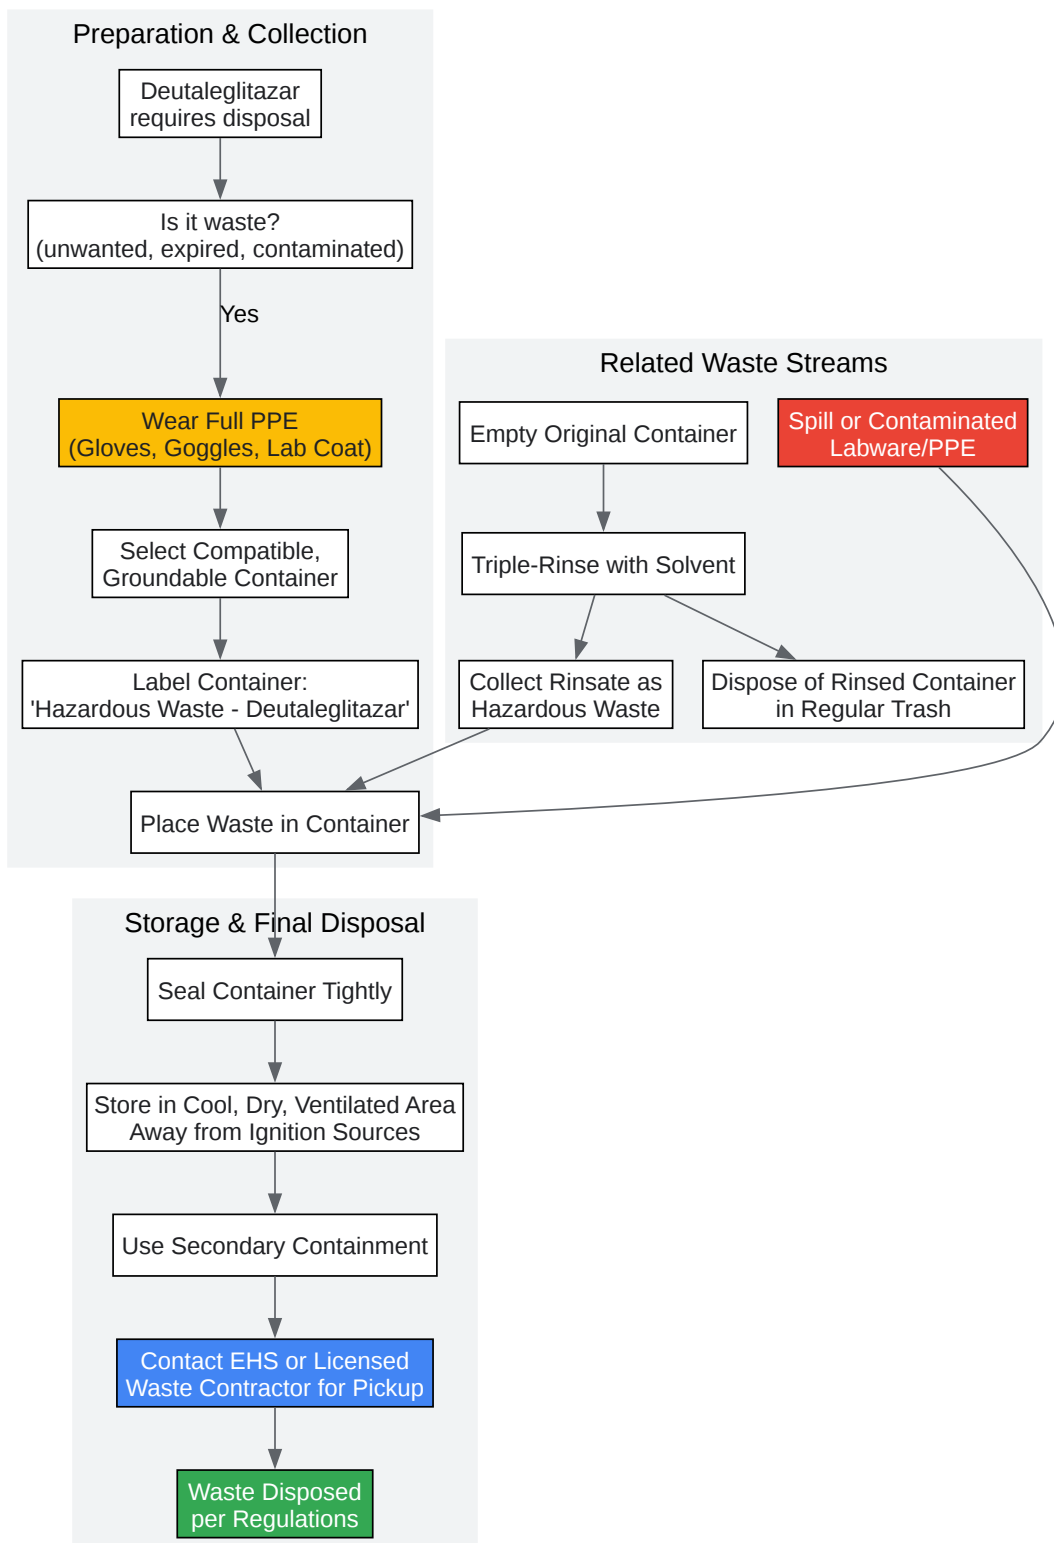 Preparation & Collection
Deutaleglitazar
requires disposal
Is it waste?
(unwanted, expired, contaminated)
Yes
Wear Full PPE
(Gloves, Goggles, Lab Coat)
Select Compatible,
Groundable Container
Label Container:
'Hazardous Waste - Deutaleglitazar'
Place Waste in Container
Related Waste Streams
Empty Original Container
Spill or Contaminated
Labware/PPE
Triple-Rinse with Solvent
Collect Rinsate as
Hazardous Waste
Dispose of Rinsed Container
in Regular Trash
Storage & Final Disposal
Seal Container Tightly
Store in Cool, Dry, Ventilated Area
Away from Ignition Sources
Use Secondary Containment
Contact EHS or Licensed
Waste Contractor for Pickup
Waste Disposed
per Regulations